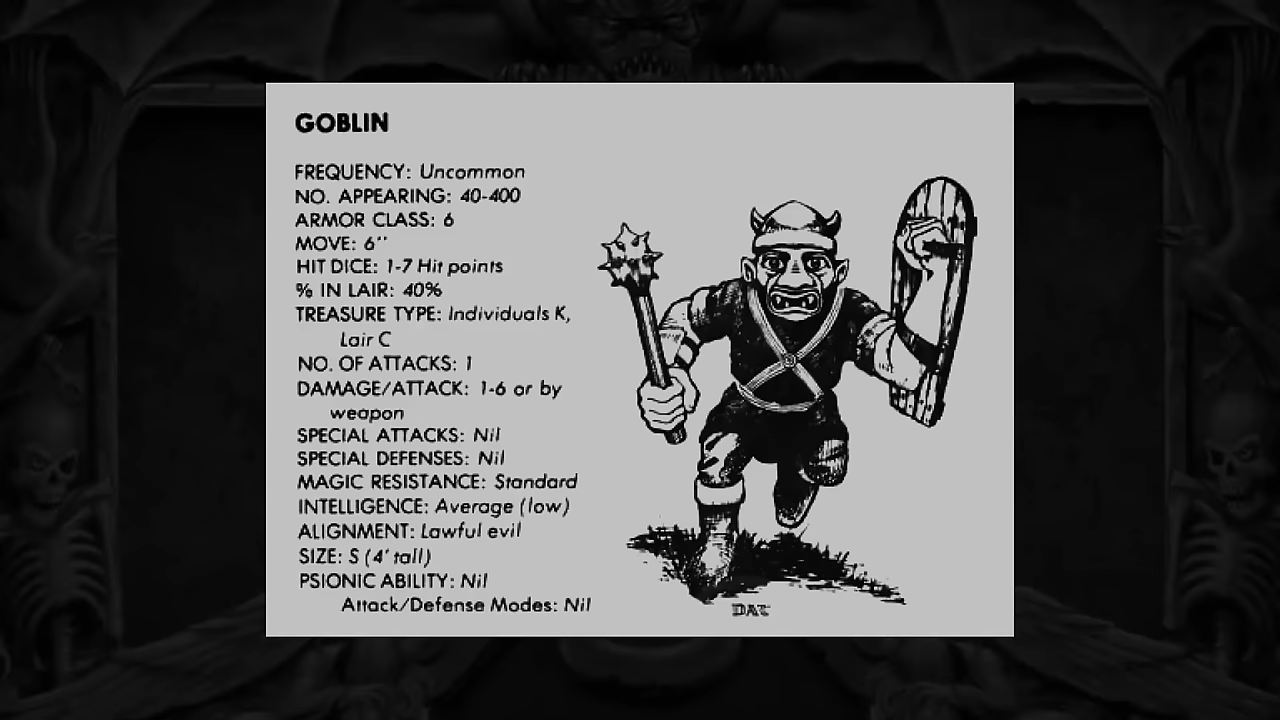 GOBLIN
FREQUENCY: Uncommon
NO. APPEARING: 40-400
ARMOR CLASS: 6
MOVE: 6"
HIT DICE: 1-7 Hit points
% IN LAIR: 40%
TREASURE TYPE: Individuals K,
Lair C
NO. OF ATTACKS: 1
DAMAGE/ATTACK: 1-6 or by
weapon
SPECIAL ATTACKS: Nil
SPECIAL DEFENSES: Nil
MAGIC RESISTANCE: Standard
INTELLIGENCE: Average (low)
ALIGNMENT: Lawful evil
SIZE: S (4' tall)
PSIONIC ABILITY: Nil
Attack/Defense Modes: Nil
DAT